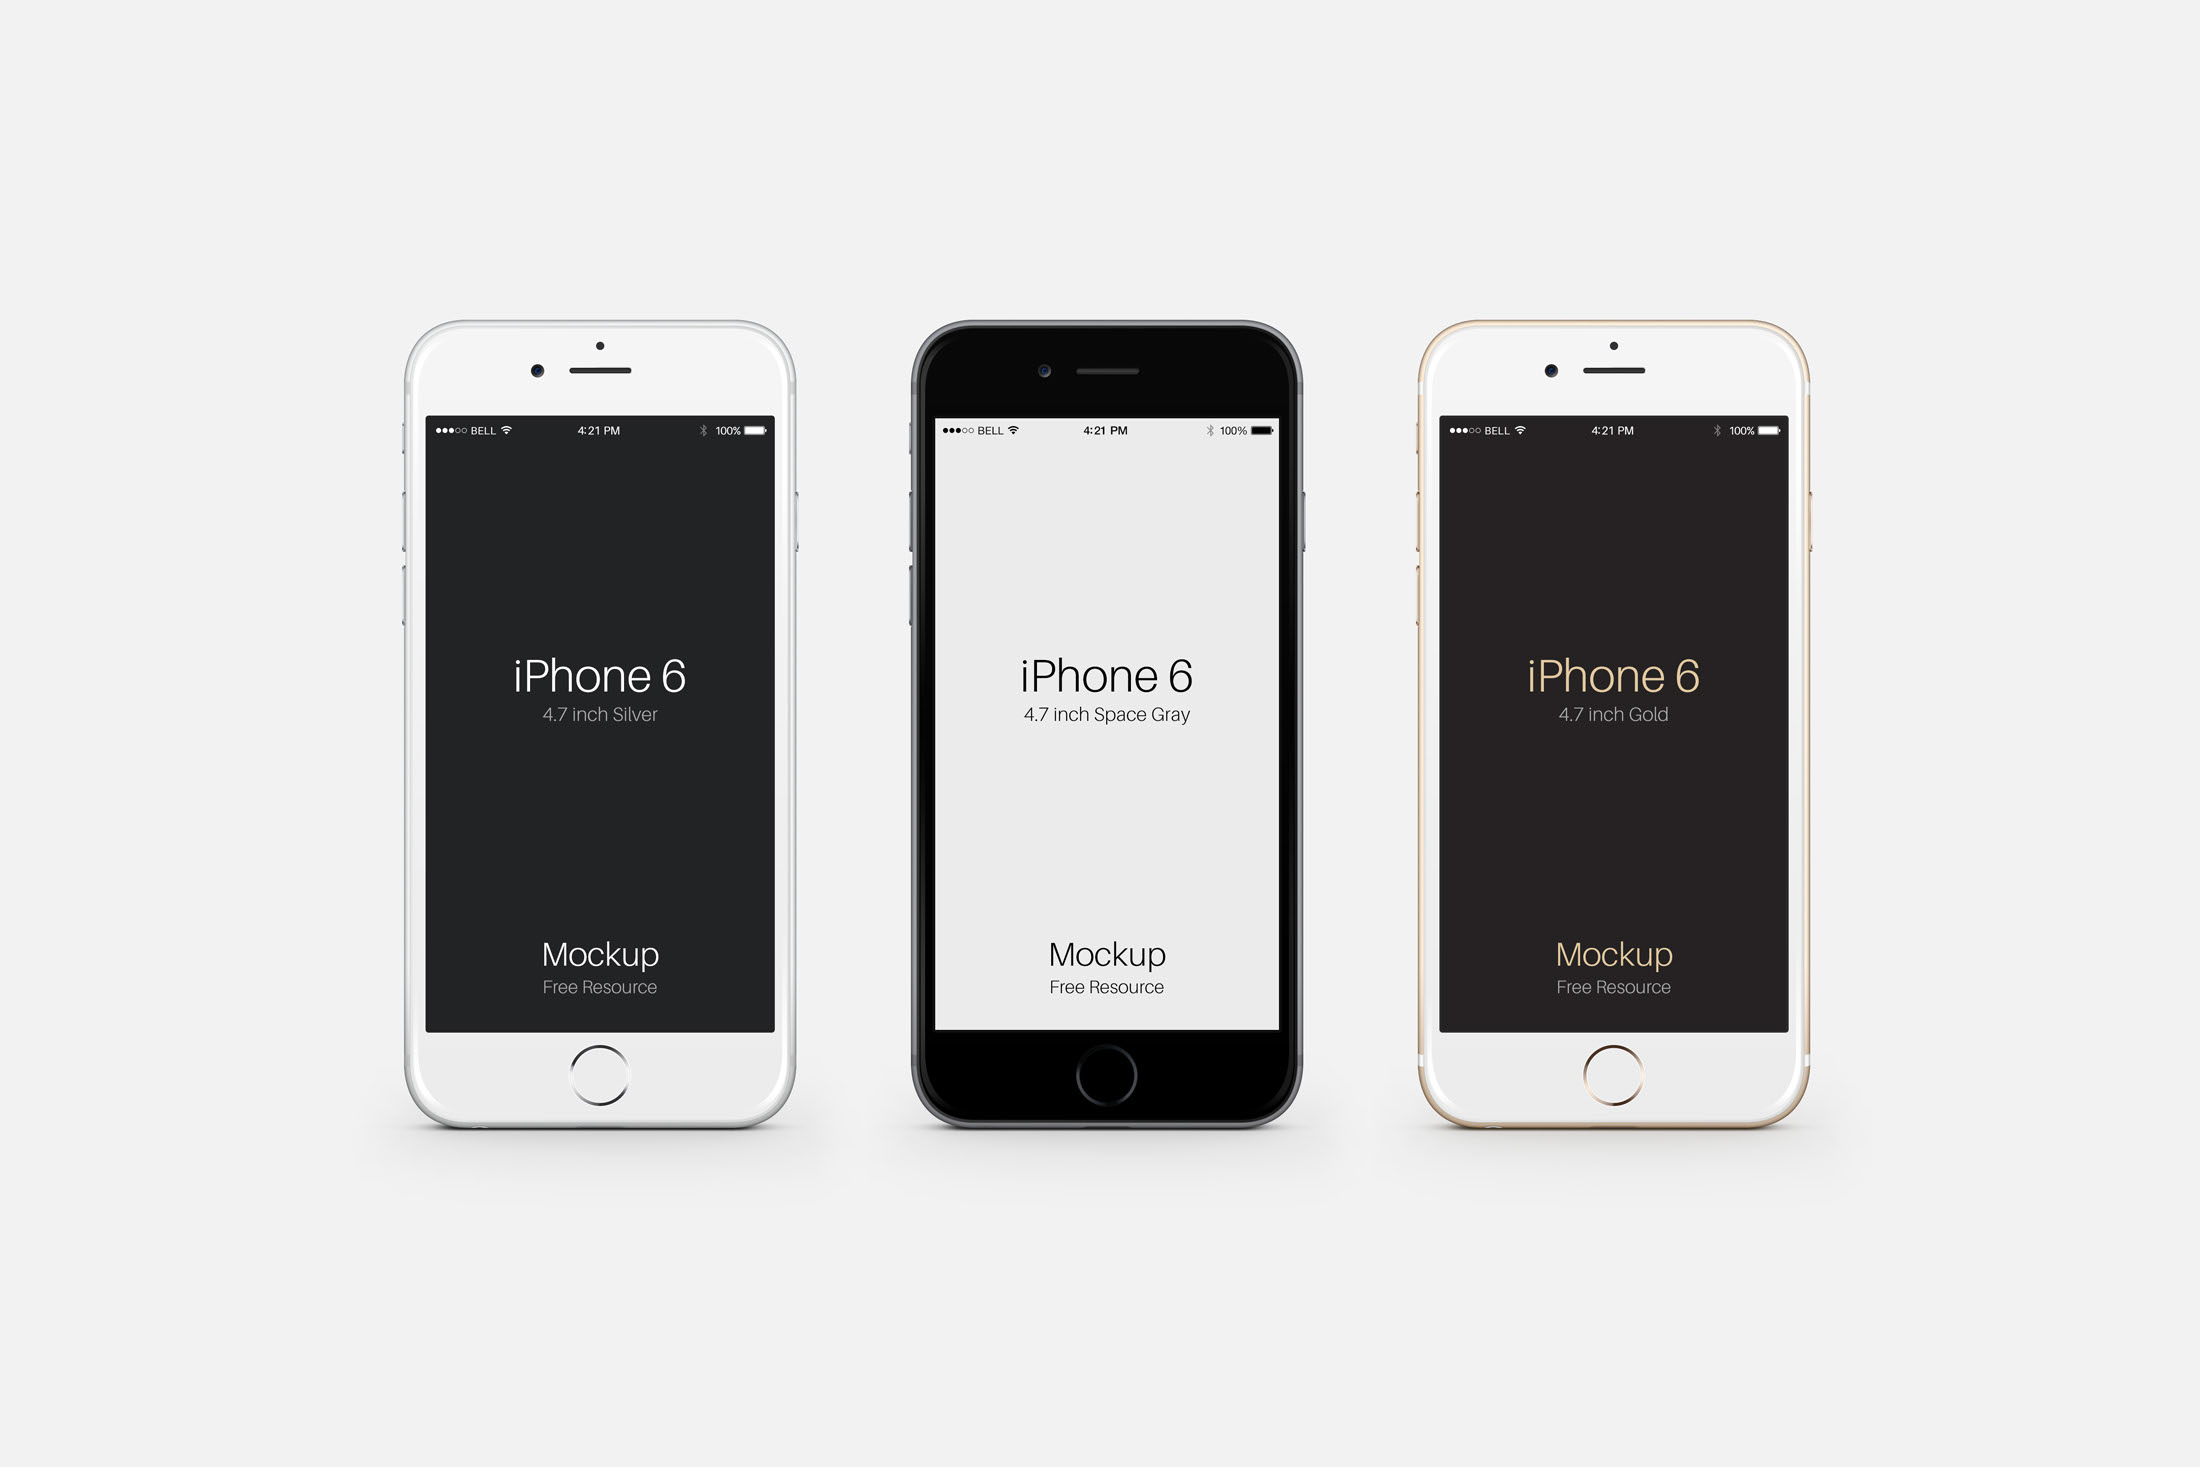 BELL 4:21 PM 100%
iPhone 6
4.7 inch Silver
Mockup
Free Resource
BELL 4:21 PM 100%
iPhone 6
4.7 inch Space Gray
Mockup
Free Resource
BELL 4:21 PM 100%
iPhone 6
4.7 inch Gold
Mockup
Free Resource